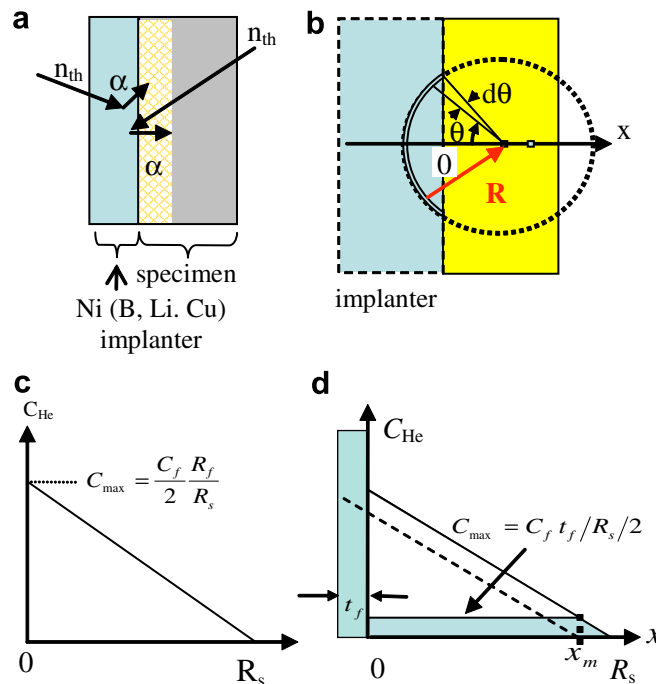 a
n_th
n_th
α
α
specimen
Ni (B, Li. Cu)
implanter
b
dθ
θ
x
0
R
implanter
c
C_He
C_max = C_f/2 R_f/R_s
0
R_s
d
C_He
C_max = C_f t_f/R_s/2
t_f
x
0
x_m
R_s